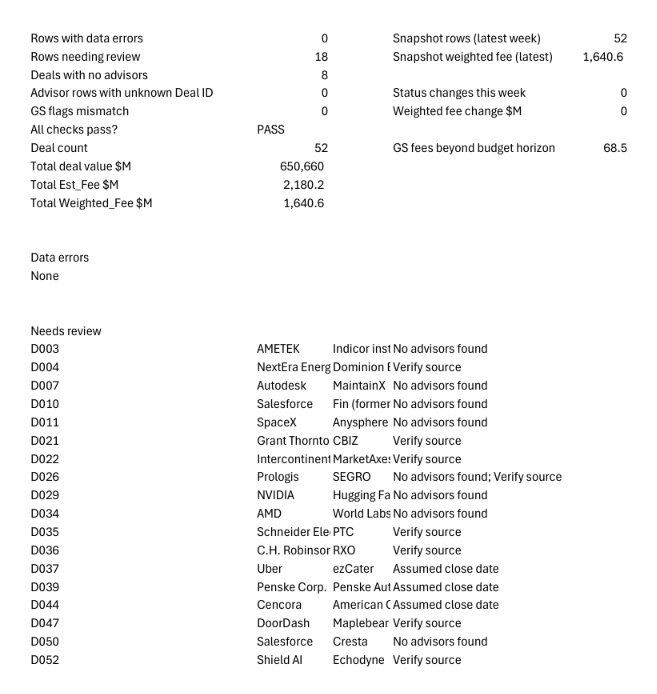 Rows with data errors 0 Snapshot rows (latest week) 52
Rows needing review 18 Snapshot weighted fee (latest) 1,640.6
Deals with no advisors 8
Advisor rows with unknown Deal ID 0 Status changes this week 0
GS flags mismatch 0 Weighted fee change $M 0
All checks pass? PASS
Deal count 52 GS fees beyond budget horizon 68.5
Total deal value $M 650,660
Total Est_Fee $M 2,180.2
Total Weighted_Fee $M 1,640.6
Data errors
None
Needs review
D003 AMETEK Indicor inst No advisors found
D004 NextEra Energ Dominion E Verify source
D007 Autodesk MaintainX No advisors found
D010 Salesforce Fin (former No advisors found
D011 SpaceX Anysphere No advisors found
D021 Grant Thornto CBIZ Verify source
D022 Intercontinent MarketAxes Verify source
D026 Prologis SEGRO No advisors found; Verify source
D029 NVIDIA Hugging Fa No advisors found
D034 AMD World Labs No advisors found
D035 Schneider Ele PTC Verify source
D036 C.H. Robinson RXO Verify source
D037 Uber ezCater Assumed close date
D039 Penske Corp. Penske Aut Assumed close date
D044 Cencora American C Assumed close date
D047 DoorDash Maplebear Verify source
D050 Salesforce Cresta No advisors found
D052 Shield AI Echodyne Verify source